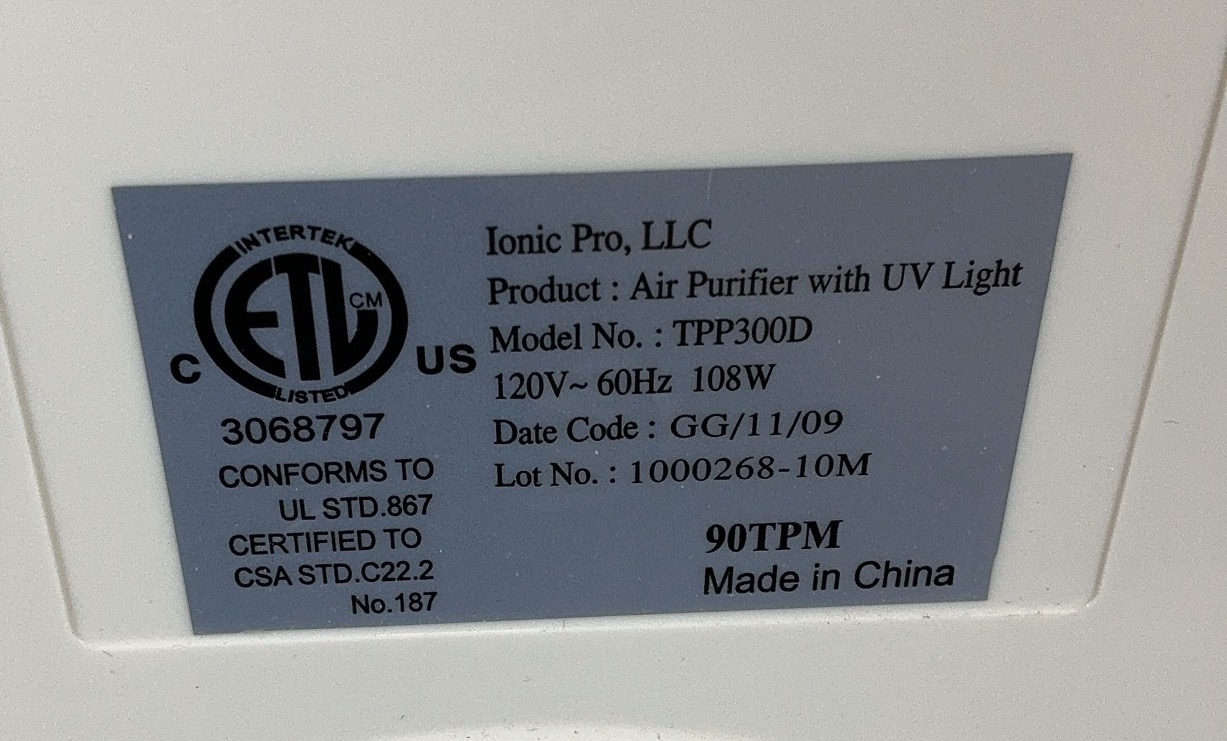 INTERTEK
ETL CM
C US
LISTED
3068797
CONFORMS TO
UL STD.867
CERTIFIED TO
CSA STD.C22.2
No.187
Ionic Pro, LLC
Product : Air Purifier with UV Light
Model No. : TPP300D
120V~ 60Hz 108W
Date Code : GG/11/09
Lot No. : 1000268-10M
90TPM
Made in China